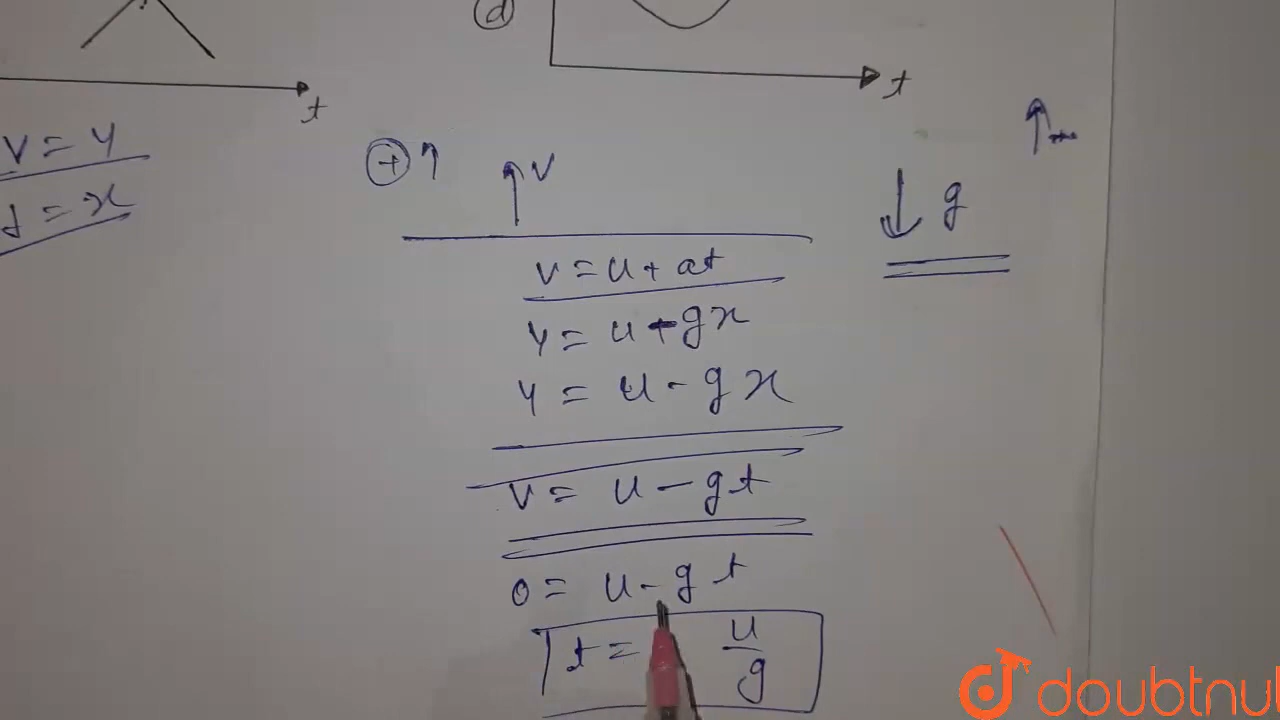 (d)
t
t
V = Y
t = x
(+) ↑
↑ V
↑ +
↓ g
V = u + at
Y = u + gx
Y = u - gx
V = u - gt
0 = u - gt
t = u/g
doubtnut